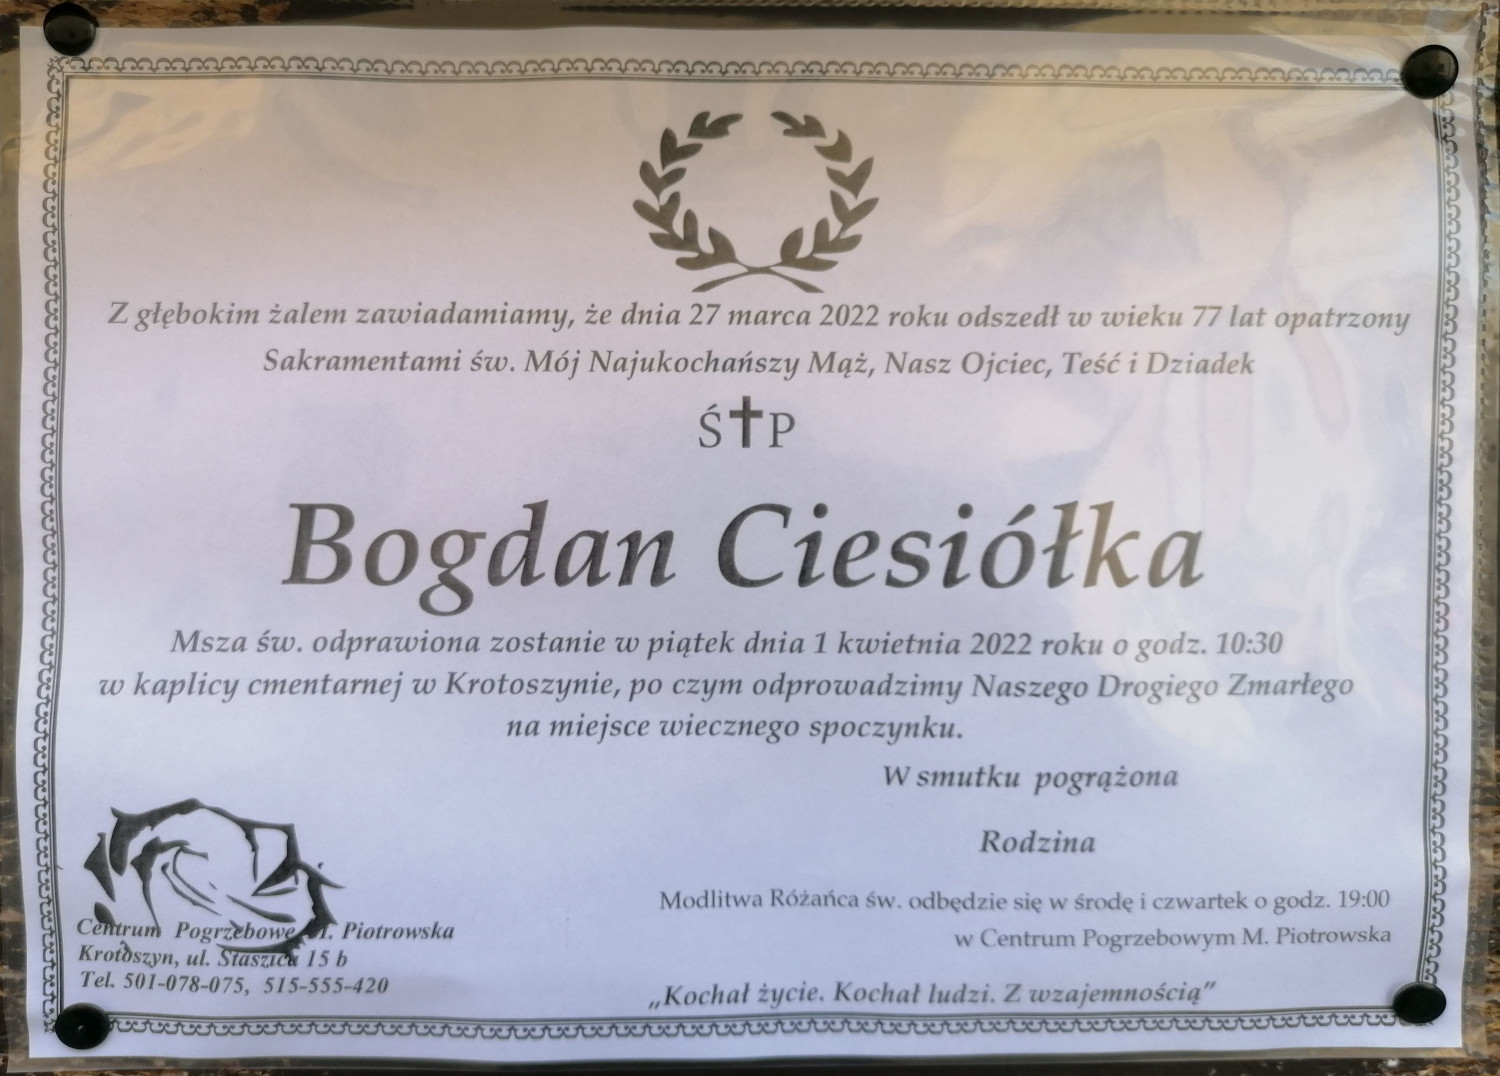 Z głębokim żalem zawiadamiamy, że dnia 27 marca 2022 roku odszedł w wieku 77 lat opatrzony
Sakramentami św. Mój Najukochańszy Mąż, Nasz Ojciec, Teść i Dziadek
Ś✝P
Bogdan Ciesiółka
Msza św. odprawiona zostanie w piątek dnia 1 kwietnia 2022 roku o godz. 10:30
w kaplicy cmentarnej w Krotoszynie, po czym odprowadzimy Naszego Drogiego Zmarłego
na miejsce wiecznego spoczynku.
W smutku pogrążona
Rodzina
Modlitwa Różańca św. odbędzie się w środę i czwartek o godz. 19:00
w Centrum Pogrzebowym M. Piotrowska
Centrum Pogrzebowe M. Piotrowska
Krotoszyn, ul. Staszica 15 b
Tel. 501-078-075, 515-555-420
„Kochał życie. Kochał ludzi. Z wzajemnością"